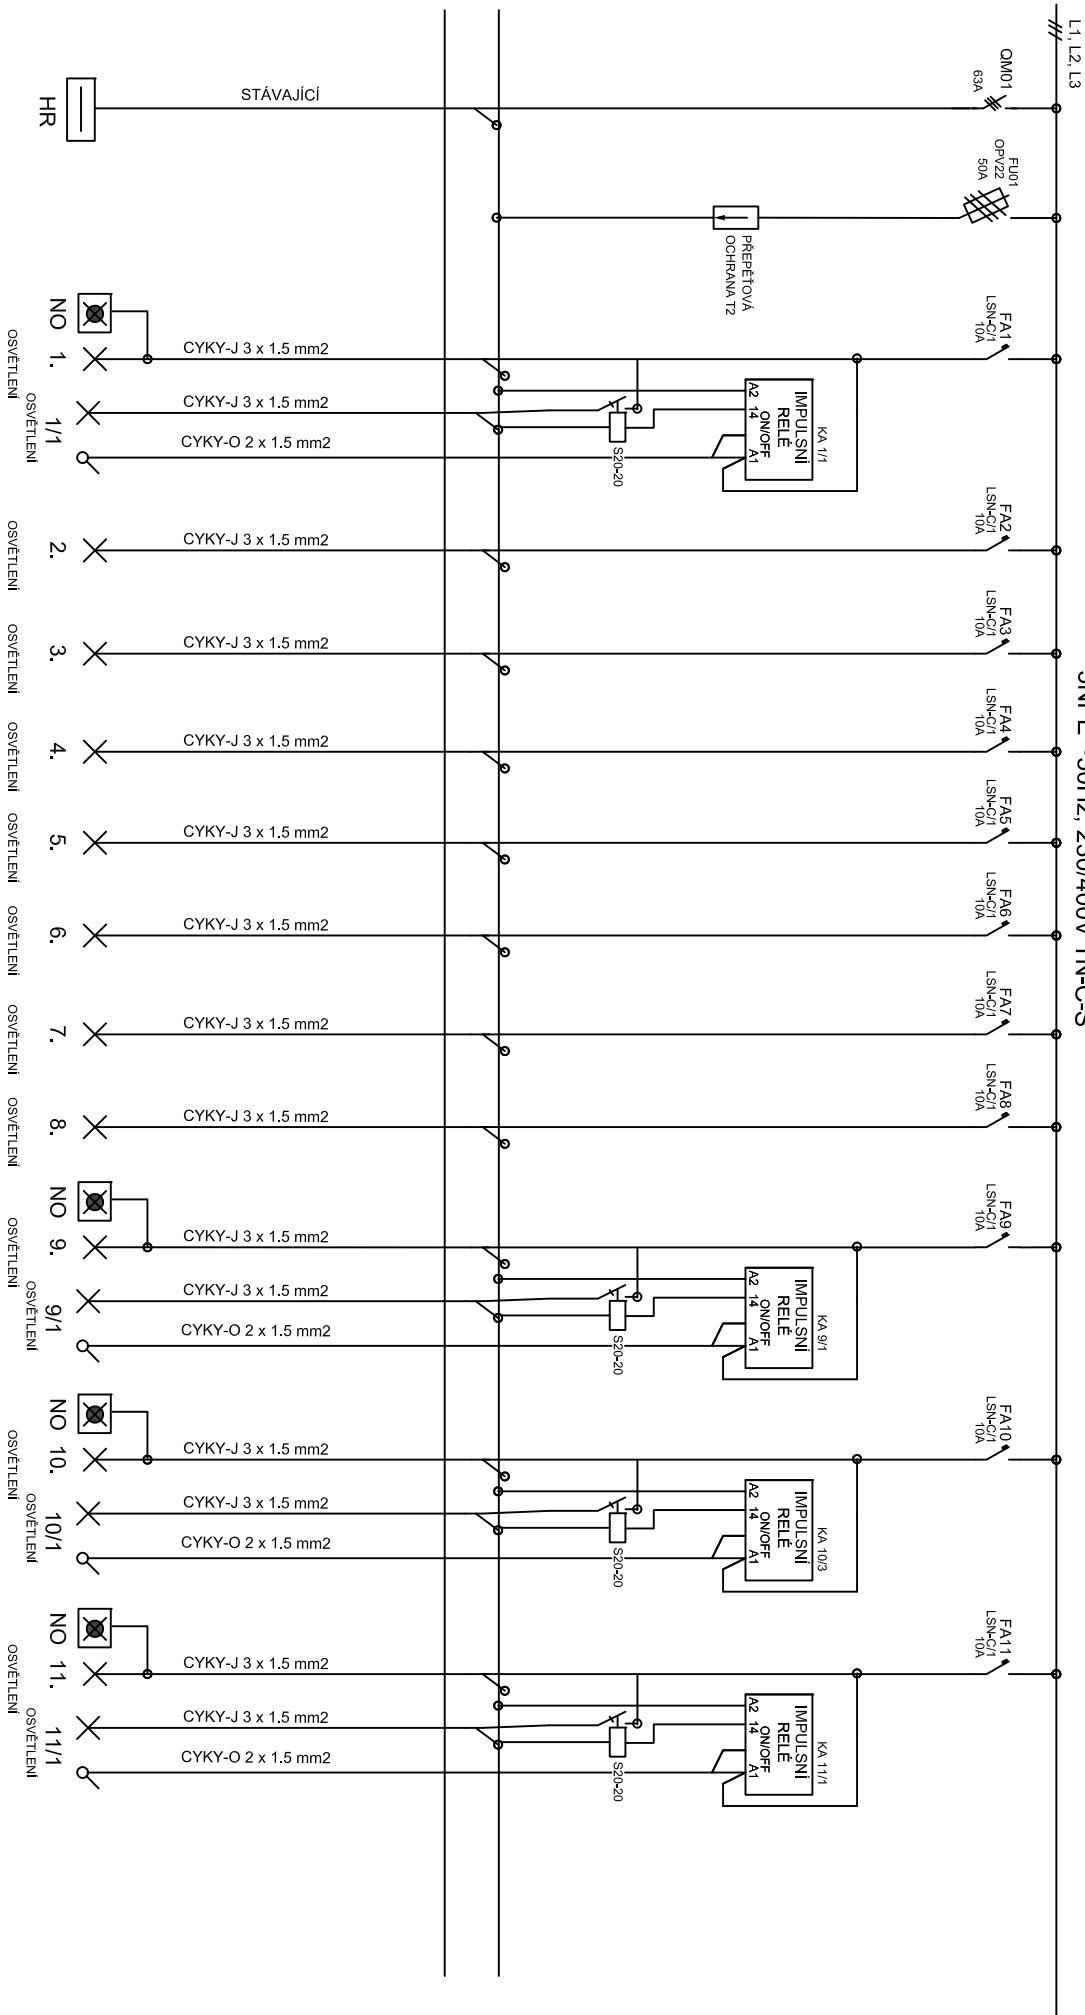 L1, L2, L3
3NPE ~50Hz, 230/400V TN-C-S
QM01
63A
STÁVAJÍCÍ
HR
FU01
OPV22
50A
PŘEPĚŤOVÁ
OCHRANA T2
FA1
LSN-C/1
10A
KA 1/1
IMPULSNÍ
RELÉ
ON/OFF
A2 14 A1
S20-20
CYKY-J 3 x 1.5 mm2
CYKY-J 3 x 1.5 mm2
CYKY-O 2 x 1.5 mm2
NO 1. 1/1
OSVĚTLENÍ
OSVĚTLENÍ
FA2
LSN-C/1
10A
CYKY-J 3 x 1.5 mm2
2.
OSVĚTLENÍ
FA3
LSN-C/1
10A
CYKY-J 3 x 1.5 mm2
3.
OSVĚTLENÍ
FA4
LSN-C/1
10A
CYKY-J 3 x 1.5 mm2
4.
OSVĚTLENÍ
FA5
LSN-C/1
10A
CYKY-J 3 x 1.5 mm2
5.
OSVĚTLENÍ
FA6
LSN-C/1
10A
CYKY-J 3 x 1.5 mm2
6.
OSVĚTLENÍ
FA7
LSN-C/1
10A
CYKY-J 3 x 1.5 mm2
7.
OSVĚTLENÍ
FA8
LSN-C/1
10A
CYKY-J 3 x 1.5 mm2
8.
OSVĚTLENÍ
FA9
LSN-C/1
10A
KA 9/1
IMPULSNÍ
RELÉ
ON/OFF
A2 14 A1
S20-20
CYKY-J 3 x 1.5 mm2
CYKY-J 3 x 1.5 mm2
CYKY-O 2 x 1.5 mm2
NO 9. 9/1
OSVĚTLENÍ
OSVĚTLENÍ
FA10
LSN-C/1
10A
KA 10/3
IMPULSNÍ
RELÉ
ON/OFF
A2 14 A1
S20-20
CYKY-J 3 x 1.5 mm2
CYKY-J 3 x 1.5 mm2
CYKY-O 2 x 1.5 mm2
NO 10. 10/1
OSVĚTLENÍ
OSVĚTLENÍ
FA11
LSN-C/1
10A
KA 11/1
IMPULSNÍ
RELÉ
ON/OFF
A2 14 A1
S20-20
CYKY-J 3 x 1.5 mm2
CYKY-J 3 x 1.5 mm2
CYKY-O 2 x 1.5 mm2
NO 11. 11/1
OSVĚTLENÍ
OSVĚTLENÍ